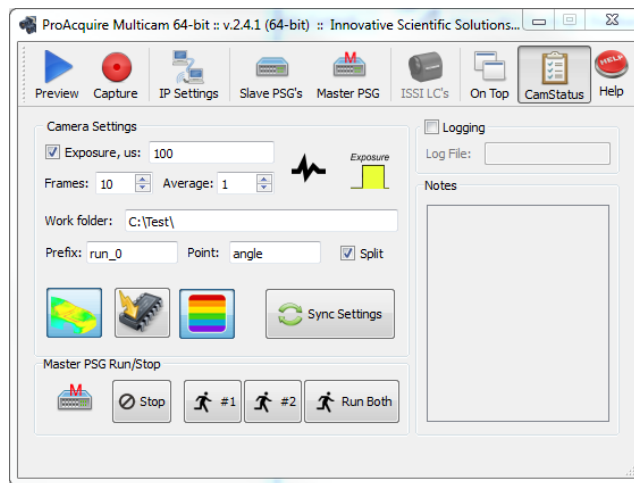 ProAcquire Multicam 64-bit :: v.2.4.1 (64-bit) :: Innovative Scientific Solutions...
Preview Capture IP Settings Slave PSG's M Master PSG ISSI LC's On Top CamStatus HELP Help
Camera Settings
Exposure, us: 100
Exposure
Frames: 10 Average: 1
Work folder: C:\Test\
Prefix: run_0 Point: angle Split
Sync Settings
Master PSG Run/Stop
M Stop #1 #2 Run Both
Logging
Log File:
Notes